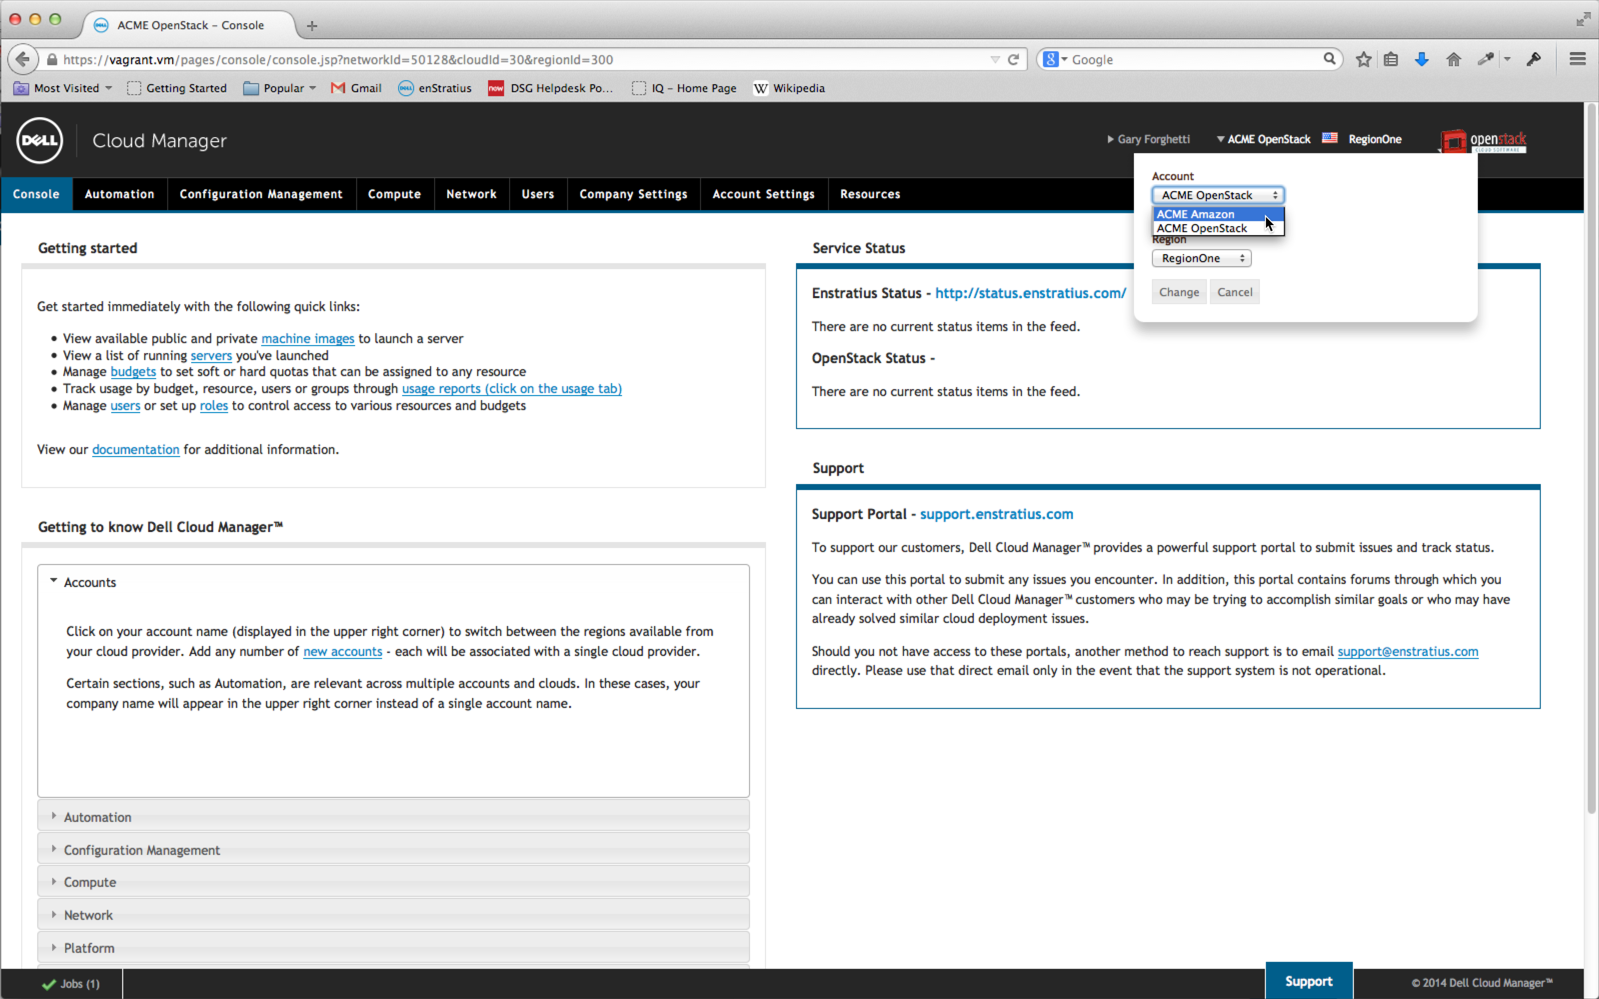 ACME OpenStack – Console
https://vagrant.vm/pages/console/console.jsp?networkId=50128&cloudId=30&regionId=300
Google
Most Visited
Getting Started
Popular
Gmail
enStratius
DSG Helpdesk Po...
IQ – Home Page
Wikipedia
DELL
Cloud Manager
Gary Forghetti
ACME OpenStack
RegionOne
openstack
CLOUD SOFTWARE
Console
Automation
Configuration Management
Compute
Network
Users
Company Settings
Account Settings
Resources
Account
ACME OpenStack
ACME Amazon
ACME OpenStack
Region
RegionOne
Change
Cancel
Getting started
Get started immediately with the following quick links:
• View available public and private machine images to launch a server
• View a list of running servers you've launched
• Manage budgets to set soft or hard quotas that can be assigned to any resource
• Track usage by budget, resource, users or groups through usage reports (click on the usage tab)
• Manage users or set up roles to control access to various resources and budgets
View our documentation for additional information.
Service Status
Enstratius Status - http://status.enstratius.com/
There are no current status items in the feed.
OpenStack Status -
There are no current status items in the feed.
Support
Support Portal - support.enstratius.com
To support our customers, Dell Cloud Manager™ provides a powerful support portal to submit issues and track status.
You can use this portal to submit any issues you encounter. In addition, this portal contains forums through which you
can interact with other Dell Cloud Manager™ customers who may be trying to accomplish similar goals or who may have
already solved similar cloud deployment issues.
Should you not have access to these portals, another method to reach support is to email support@enstratius.com
directly. Please use that direct email only in the event that the support system is not operational.
Getting to know Dell Cloud Manager™
Accounts
Click on your account name (displayed in the upper right corner) to switch between the regions available from
your cloud provider. Add any number of new accounts - each will be associated with a single cloud provider.
Certain sections, such as Automation, are relevant across multiple accounts and clouds. In these cases, your
company name will appear in the upper right corner instead of a single account name.
Automation
Configuration Management
Compute
Network
Platform
Jobs (1)
Support
© 2014 Dell Cloud Manager™